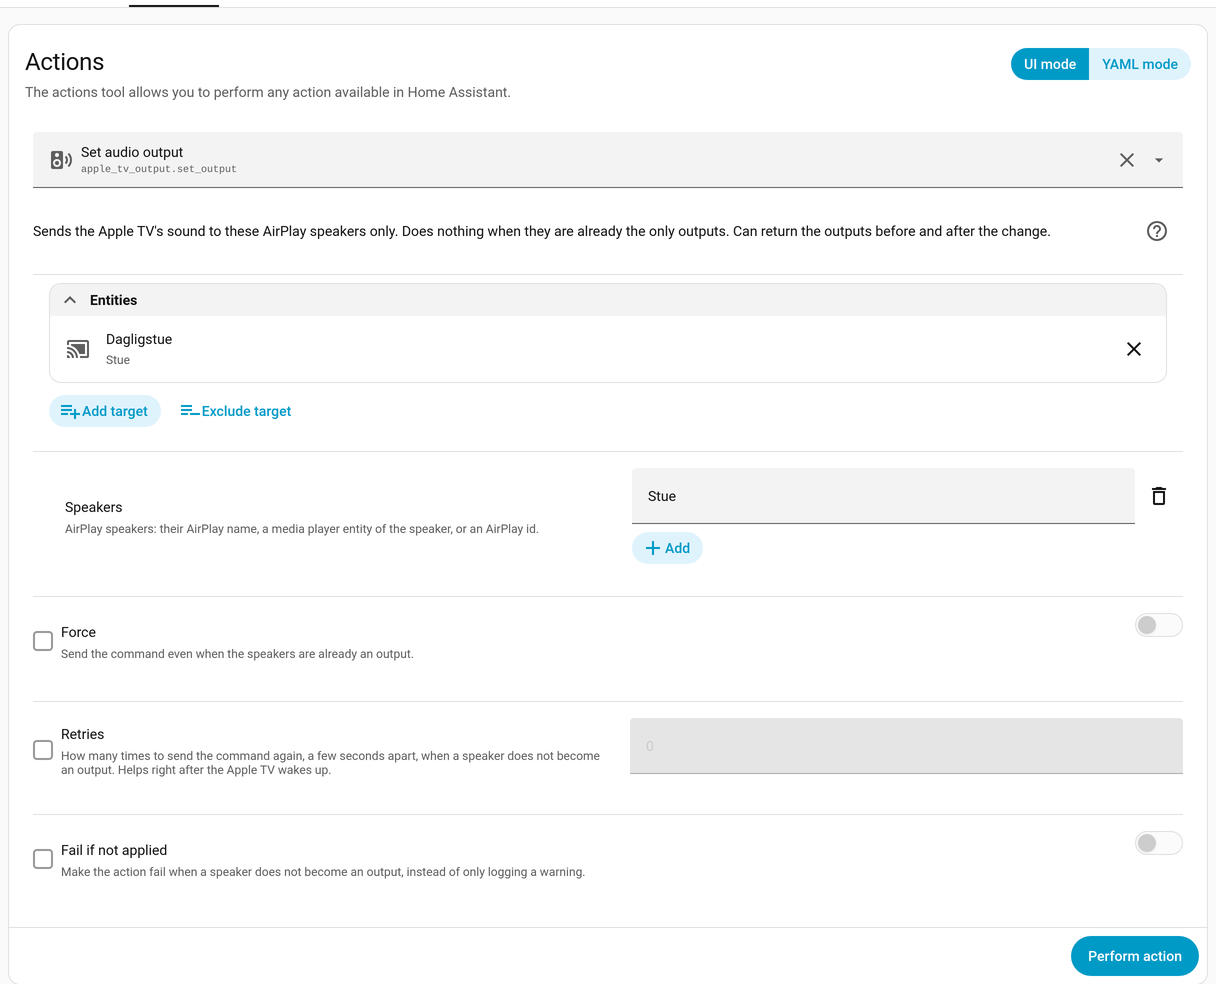 Actions
UI mode
YAML mode
The actions tool allows you to perform any action available in Home Assistant.
Set audio output
apple_tv_output.set_output
Sends the Apple TV's sound to these AirPlay speakers only. Does nothing when they are already the only outputs. Can return the outputs before and after the change.
Entities
Dagligstue
Stue
Add target
Exclude target
Speakers
AirPlay speakers: their AirPlay name, a media player entity of the speaker, or an AirPlay id.
Stue
Add
Force
Send the command even when the speakers are already an output.
Retries
How many times to send the command again, a few seconds apart, when a speaker does not become
an output. Helps right after the Apple TV wakes up.
0
Fail if not applied
Make the action fail when a speaker does not become an output, instead of only logging a warning.
Perform action